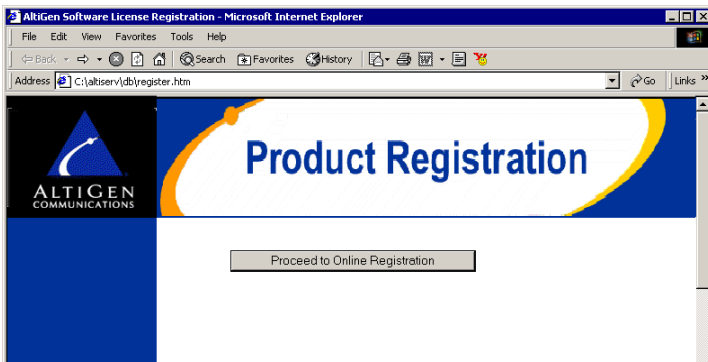 AltiGen Software License Registration - Microsoft Internet Explorer
File Edit View Favorites Tools Help
Back Search Favorites History
Address C:\altiserv\db\register.htm Go Links »
ALTIGEN
COMMUNICATIONS
Product Registration
Proceed to Online Registration